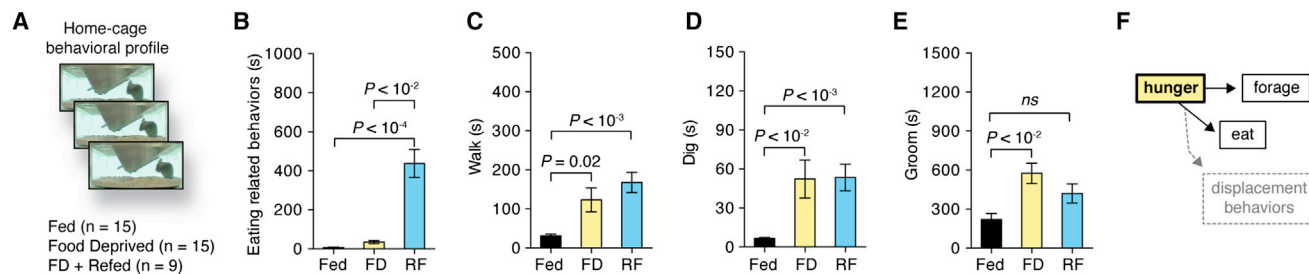 A
Home-cage
behavioral profile
Fed (n = 15)
Food Deprived (n = 15)
FD + Refed (n = 9)
B
Eating related behaviors (s)
1000
800
600
400
200
0
P < 10-2
P < 10-4
Fed FD RF
C
Walk (s)
500
400
300
200
100
0
P < 10-3
P = 0.02
Fed FD RF
D
Dig (s)
150
120
90
60
30
0
P < 10-3
P < 10-2
Fed FD RF
E
Groom (s)
1500
1200
900
600
300
0
ns
P < 10-2
Fed FD RF
F
hunger
forage
eat
displacement
behaviors